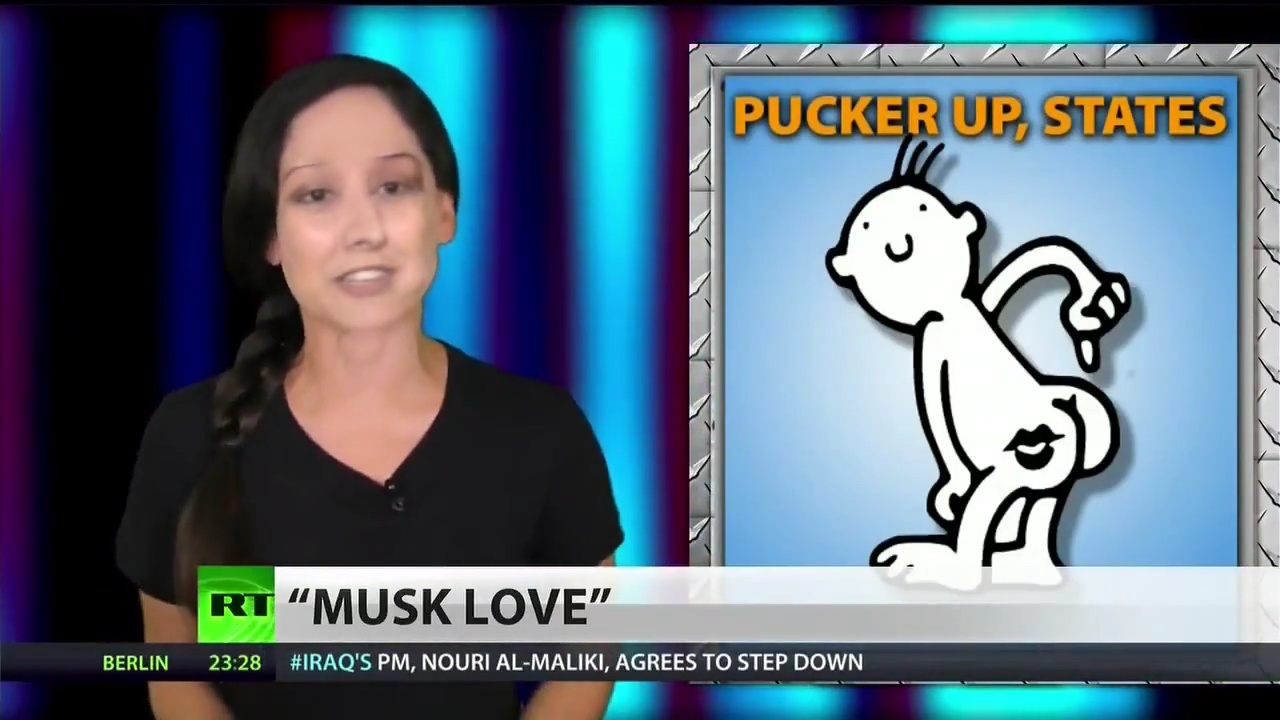 PUCKER UP, STATES
RT
“MUSK LOVE”
BERLIN 23:28 #IRAQ'S PM, NOURI AL-MALIKI, AGREES TO STEP DOWN